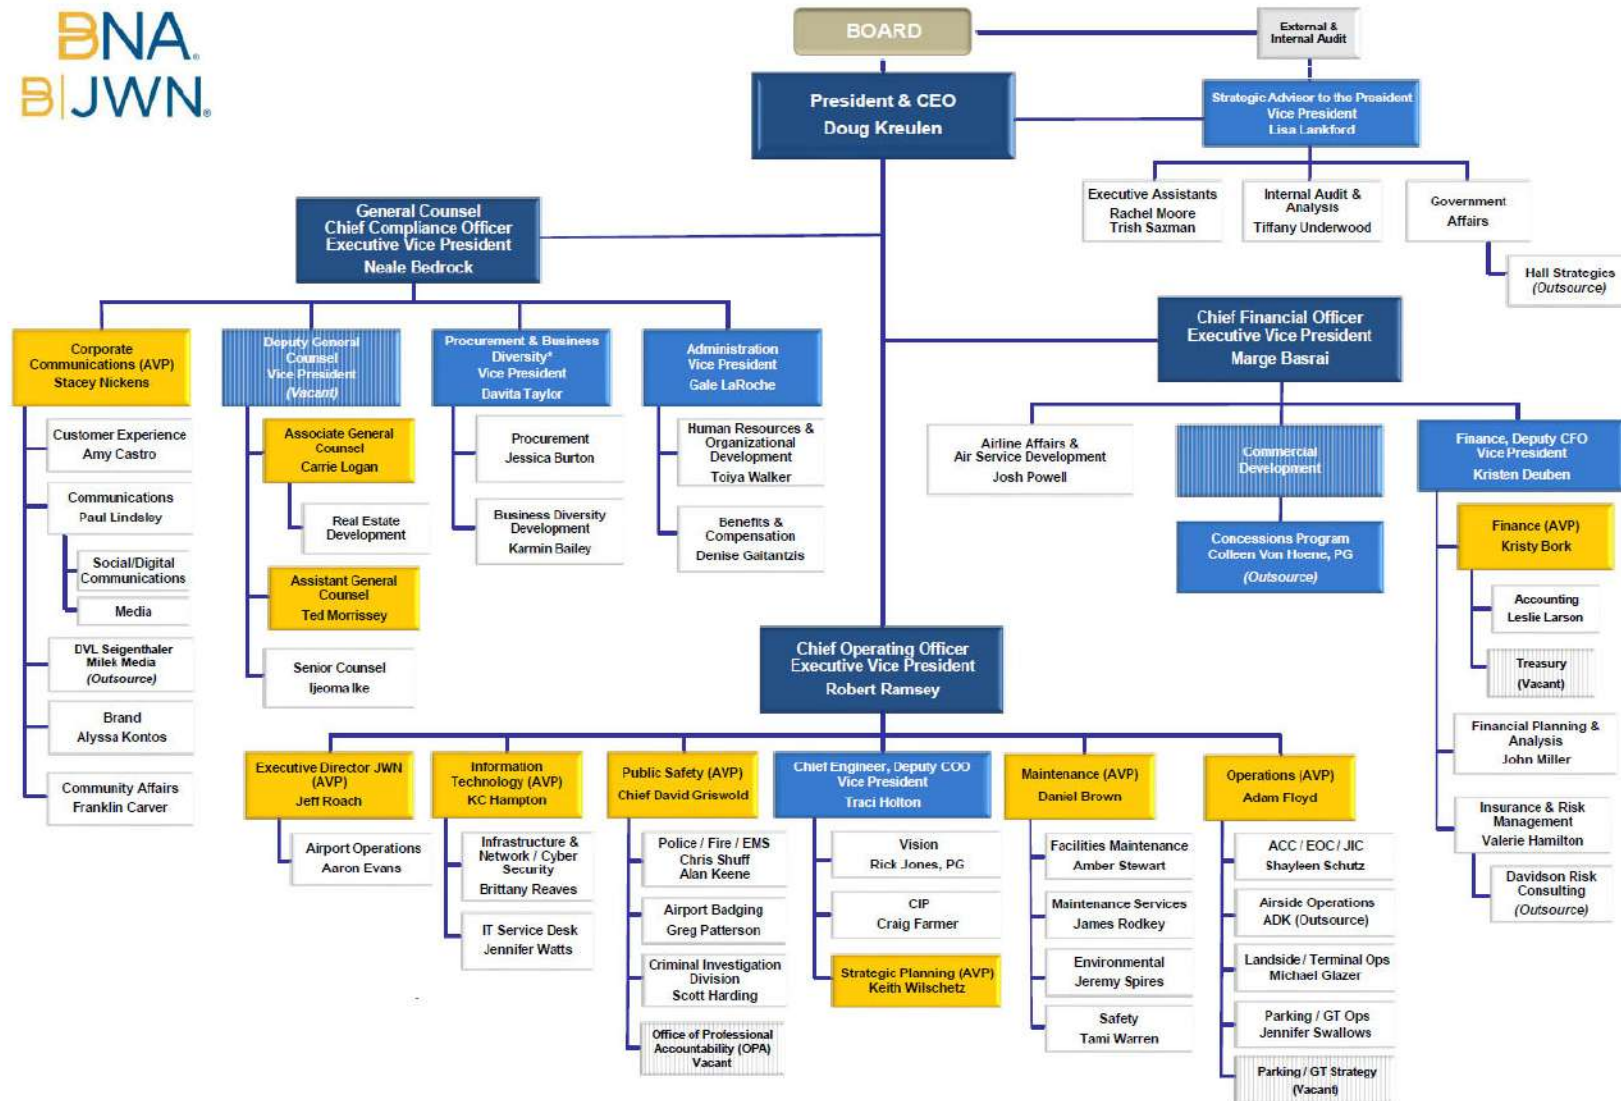 BNA®
B|JWN®
BOARD
External &
Internal Audit
President & CEO
Doug Kreulen
Strategic Advisor to the President
Vice President
Lisa Lankford
Executive Assistants
Rachel Moore
Trish Saxman
Internal Audit &
Analysis
Tiffany Underwood
Government
Affairs
Hall Strategies
(Outsource)
General Counsel
Chief Compliance Officer
Executive Vice President
Neale Bedrock
Corporate
Communications (AVP)
Stacey Nickens
Customer Experience
Amy Castro
Communications
Paul Lindsley
Social/Digital
Communications
Media
DVL Seigenthaler
Milek Media
(Outsource)
Brand
Alyssa Kontos
Community Affairs
Franklin Carver
Deputy General
Counsel
Vice President
(Vacant)
Associate General
Counsel
Carrie Logan
Real Estate
Development
Assistant General
Counsel
Ted Morrissey
Senior Counsel
Ijeoma Ike
Procurement & Business
Diversity*
Vice President
Davita Taylor
Procurement
Jessica Burton
Business Diversity
Development
Karmin Bailey
Administration
Vice President
Gale LaRoche
Human Resources &
Organizational
Development
Toiya Walker
Benefits &
Compensation
Denise Gaitantzis
Chief Financial Officer
Executive Vice President
Marge Basrai
Airline Affairs &
Air Service Development
Josh Powell
Commercial
Development
Concessions Program
Colleen Von Hoene, PG
(Outsource)
Finance, Deputy CFO
Vice President
Kristen Deuben
Finance (AVP)
Kristy Bork
Accounting
Leslie Larson
Treasury
(Vacant)
Financial Planning &
Analysis
John Miller
Insurance & Risk
Management
Valerie Hamilton
Davidson Risk
Consulting
(Outsource)
Chief Operating Officer
Executive Vice President
Robert Ramsey
Executive Director JWN
(AVP)
Jeff Roach
Airport Operations
Aaron Evans
Information
Technology (AVP)
KC Hampton
Infrastructure &
Network / Cyber
Security
Brittany Reaves
IT Service Desk
Jennifer Watts
Public Safety (AVP)
Chief David Griswold
Police / Fire / EMS
Chris Shuff
Alan Keene
Airport Badging
Greg Patterson
Criminal Investigation
Division
Scott Harding
Office of Professional
Accountability (OPA)
Vacant
Chief Engineer, Deputy COO
Vice President
Traci Holton
Vision
Rick Jones, PG
CIP
Craig Farmer
Strategic Planning (AVP)
Keith Wilschetz
Maintenance (AVP)
Daniel Brown
Facilities Maintenance
Amber Stewart
Maintenance Services
James Rodkey
Environmental
Jeremy Spires
Safety
Tami Warren
Operations (AVP)
Adam Floyd
ACC / EOC / JIC
Shayleen Schutz
Airside Operations
ADK (Outsource)
Landside / Terminal Ops
Michael Glazer
Parking / GT Ops
Jennifer Swallows
Parking / GT Strategy
(Vacant)